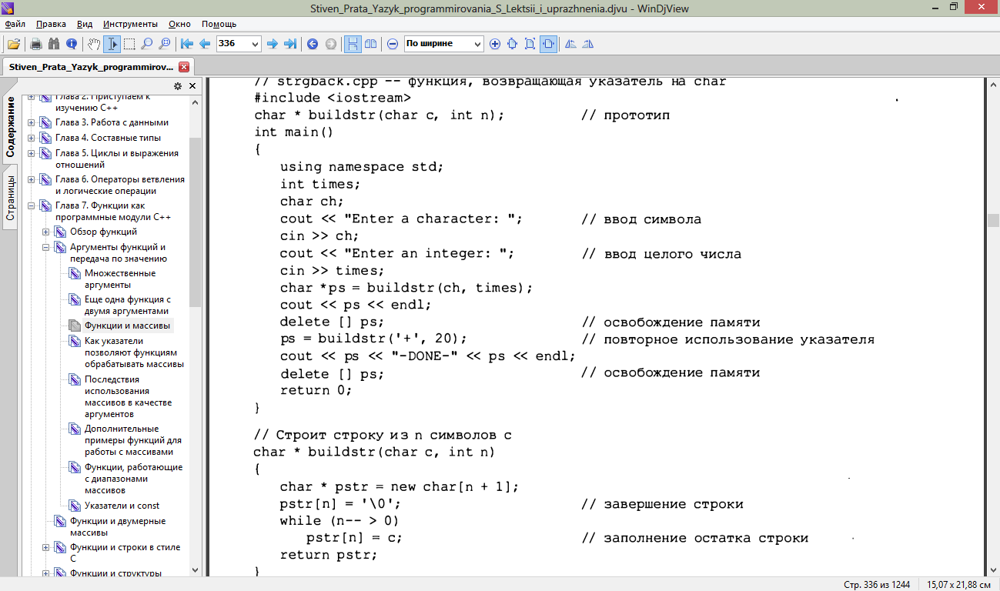 Stiven_Prata_Yazyk_programmirovania_S_Lektsii_i_uprazhnenia.djvu - WinDjView
Файл Правка Вид Инструменты Окно Помощь
336
По ширине
Stiven_Prata_Yazyk_programmirov...
Содержание
Страницы
Глава 2. Приступаем к
изучению C++
Глава 3. Работа с данными
Глава 4. Составные типы
Глава 5. Циклы и выражения
отношений
Глава 6. Операторы ветвления
и логические операции
Глава 7. Функции как
программные модули C++
Обзор функций
Аргументы функций и
передача по значению
Множественные
аргументы
Еще одна функция с
двумя аргументами
Функции и массивы
Как указатели
позволяют функциям
обрабатывать массивы
Последствия
использования
массивов в качестве
аргументов
Дополнительные
примеры функций для
работы с массивами
Функции, работающие
с диапазонами
массивов
Указатели и const
Функции и двумерные
массивы
Функции и строки в стиле
C
Функции и структуры
// strgback.cpp -- функция, возвращающая указатель на char
#include <iostream>
char * buildstr(char c, int n); // прототип
int main()
{
using namespace std;
int times;
char ch;
cout << "Enter a character: "; // ввод символа
cin >> ch;
cout << "Enter an integer: "; // ввод целого числа
cin >> times;
char *ps = buildstr(ch, times);
cout << ps << endl;
delete [] ps; // освобождение памяти
ps = buildstr('+', 20); // повторное использование указателя
cout << ps << "-DONE-" << ps << endl;
delete [] ps; // освобождение памяти
return 0;
}
// Строит строку из n символов c
char * buildstr(char c, int n)
{
char * pstr = new char[n + 1];
pstr[n] = '\0'; // завершение строки
while (n-- > 0)
pstr[n] = c; // заполнение остатка строки
return pstr;
}
Стр. 336 из 1244 15,07 x 21,88 см